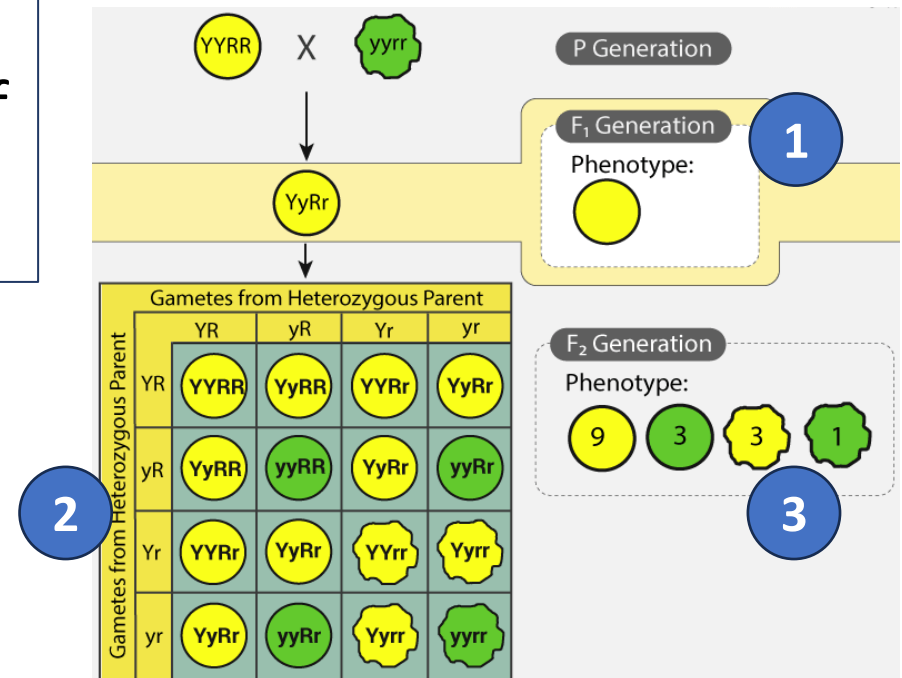 YYRR X yyrr P Generation
F₁ Generation 1
Phenotype:
YyRr
Gametes from Heterozygous Parent
YR yR Yr yr
F₂ Generation
Phenotype:
9 3 3 1
Gametes from Heterozygous Parent
YR YYRR YyRR YYRr YyRr
yR YyRR yyRR YyRr yyRr
2 3
Yr YYRr YyRr YYrr Yyrr
yr YyRr yyRr Yyrr yyrr